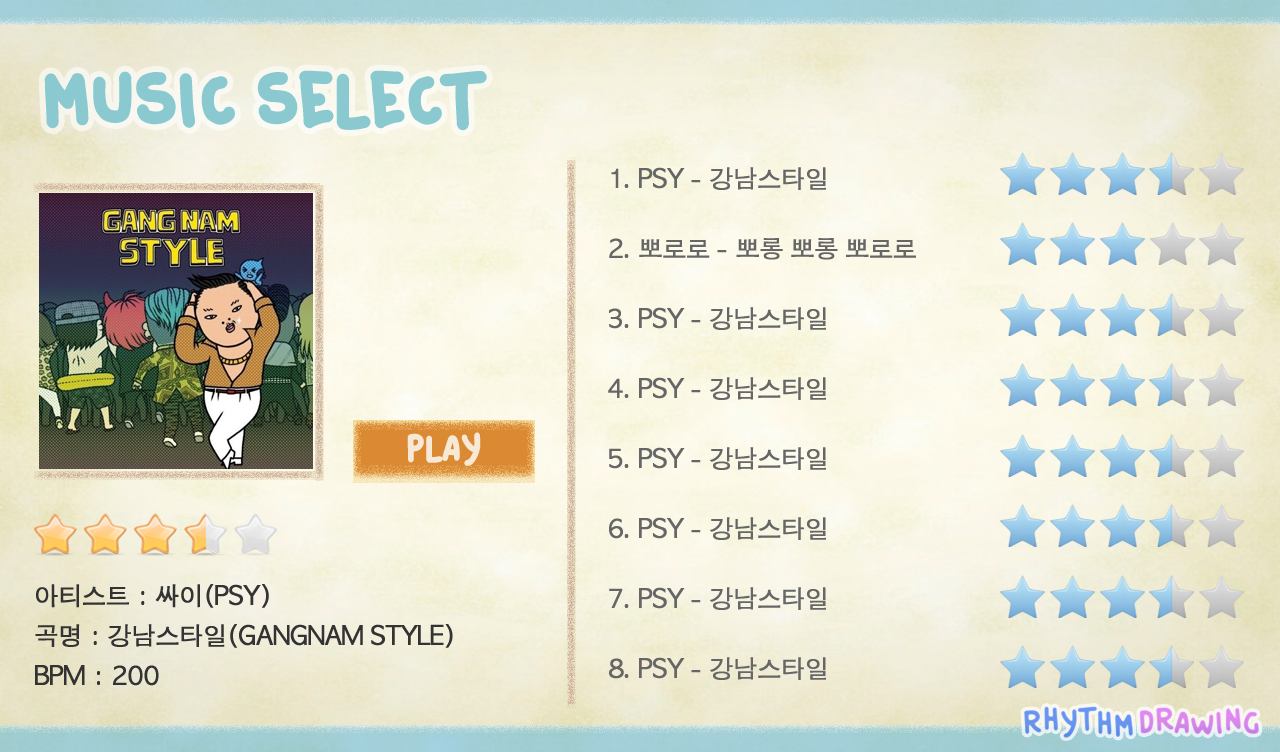 MUSIC SELECT
GANGNAM
STYLE
PLAY
아티스트 : 싸이(PSY)
곡명 : 강남스타일(GANGNAM STYLE)
BPM : 200
1. PSY - 강남스타일
2. 뽀로로 - 뽀롱 뽀롱 뽀로로
3. PSY - 강남스타일
4. PSY - 강남스타일
5. PSY - 강남스타일
6. PSY - 강남스타일
7. PSY - 강남스타일
8. PSY - 강남스타일
RHYTHM DRAWING